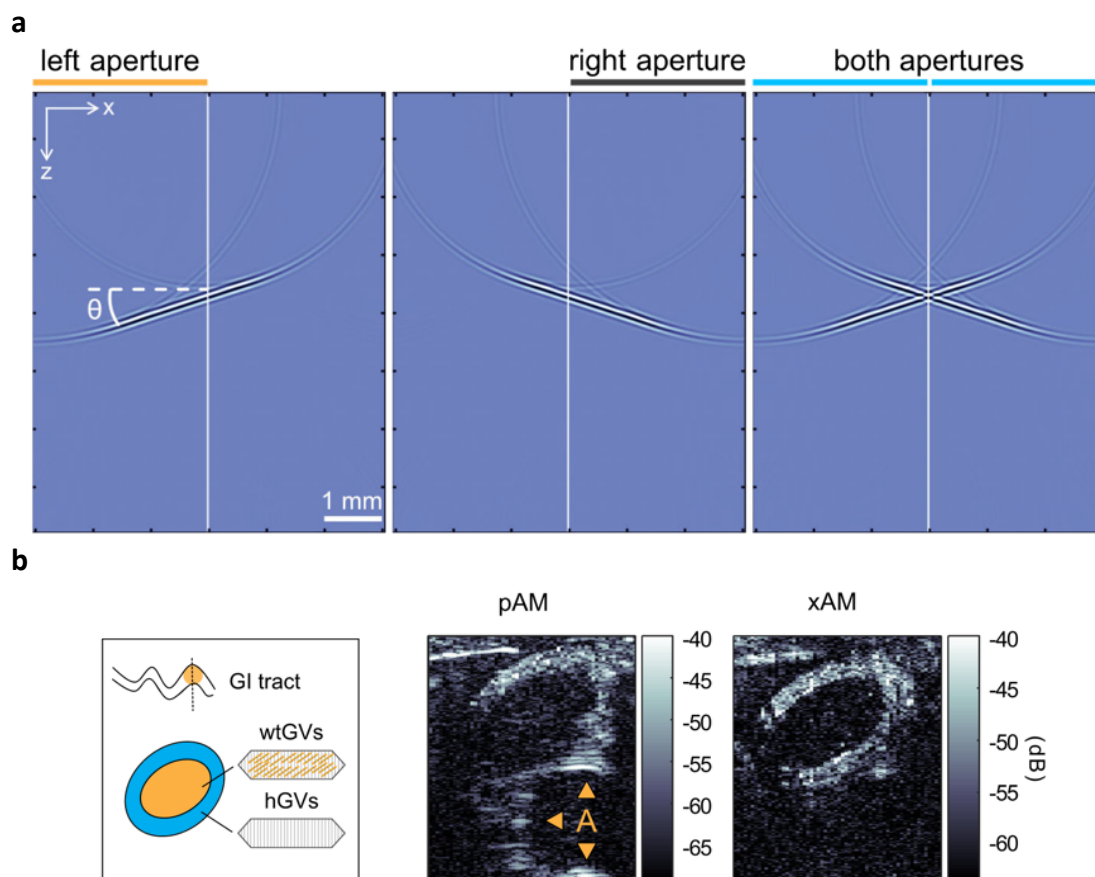 a
left aperture
right aperture
both apertures
x
z
θ
1 mm
b
pAM
xAM
GI tract
wtGVs
hGVs
A
-40
-45
-50
-55
-60
-65
-40
-45
-50
-55
-60
(dB)